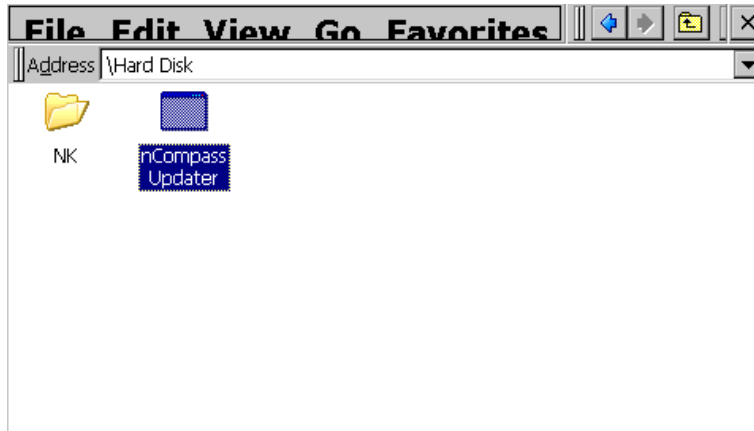 File Edit View Go Favorites
Address \Hard Disk
NK
nCompass
Updater